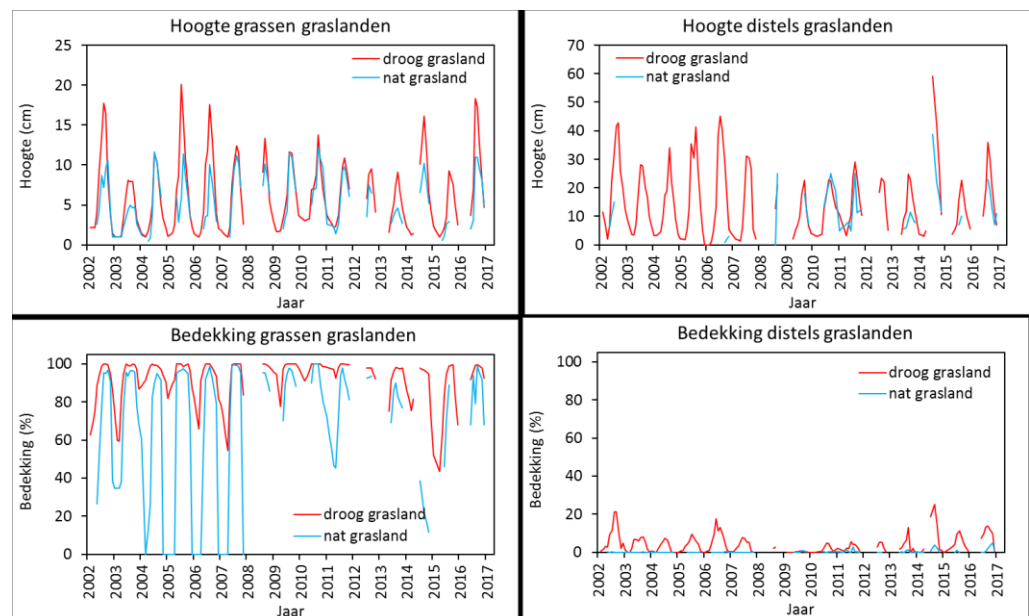 Hoogte grassen graslanden
25
20
15
10
5
0
Hoogte (cm)
droog grasland
nat grasland
2002 2003 2004 2005 2006 2007 2008 2009 2010 2011 2012 2013 2014 2015 2016 2017
Jaar
Hoogte distels graslanden
70
60
50
40
30
20
10
0
Hoogte (cm)
droog grasland
nat grasland
2002 2003 2004 2005 2006 2007 2008 2009 2010 2011 2012 2013 2014 2015 2016 2017
Jaar
Bedekking grassen graslanden
100
80
60
40
20
0
Bedekking (%)
droog grasland
nat grasland
2002 2003 2004 2005 2006 2007 2008 2009 2010 2011 2012 2013 2014 2015 2016 2017
Jaar
Bedekking distels graslanden
100
80
60
40
20
0
Bedekking (%)
droog grasland
nat grasland
2002 2003 2004 2005 2006 2007 2008 2009 2010 2011 2012 2013 2014 2015 2016 2017
Jaar